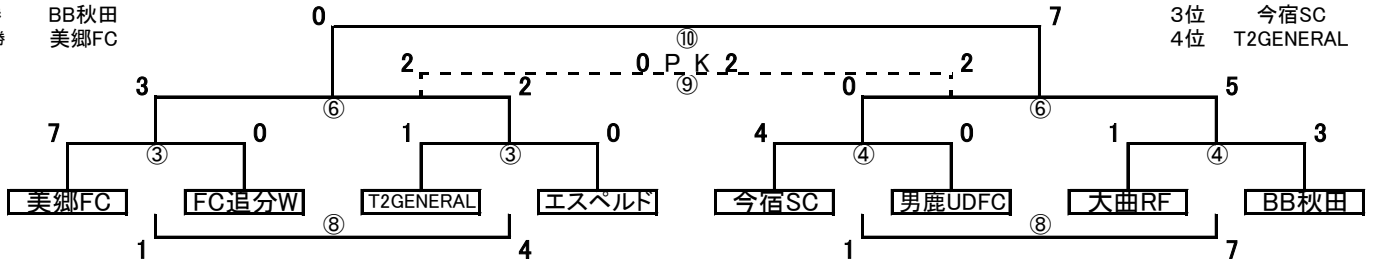 BB秋田 0 7 3位 今宿SC
美郷FC ⑩ 4位 T2GENERAL
2 0 PK 2 2
3 2 ⑨ 0 5
⑥ ⑥
7 0 1 0 4 0 1 3
③ ③ ④ ④
美郷FC FC追分W T2GENERAL エスペルド 今宿SC 男鹿UDFC 大曲RF BB秋田
⑧ ⑧
1 4 1 7